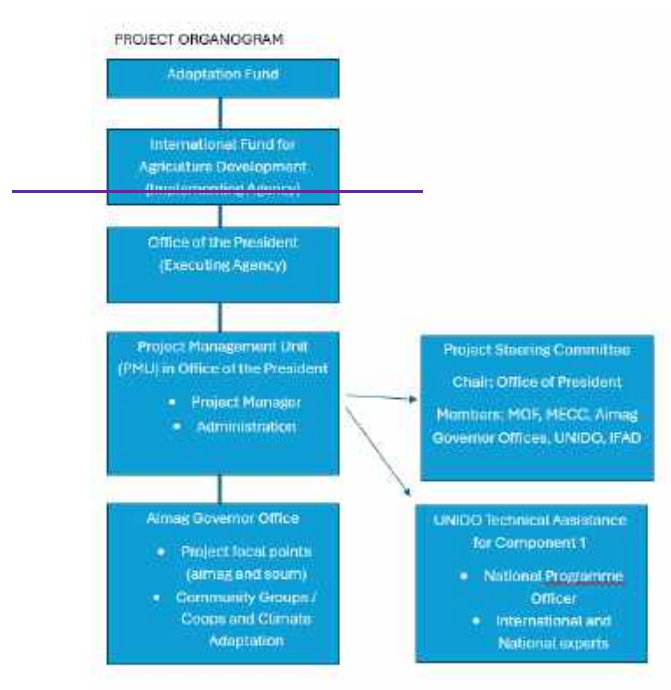 PROJECT ORGANOGRAM
Adaptation Fund
International Fund for
Agriculture Development
(Implementing Agency)
Office of the President
(Executing Agency)
Project Management Unit
(PMU) in Office of the President
• Project Manager
• Administration
Project Steering Committee
Chair: Office of President
Members: MOF, MECC, Aimag
Governor Offices, UNIDO, IFAD
Aimag Governor Office
• Project focal points
(aimag and soum)
• Community Groups /
Coops and Climate
Adaptation
UNIDO Technical Assistance
for Component 1
• National Programme
Officer
• International and
National experts